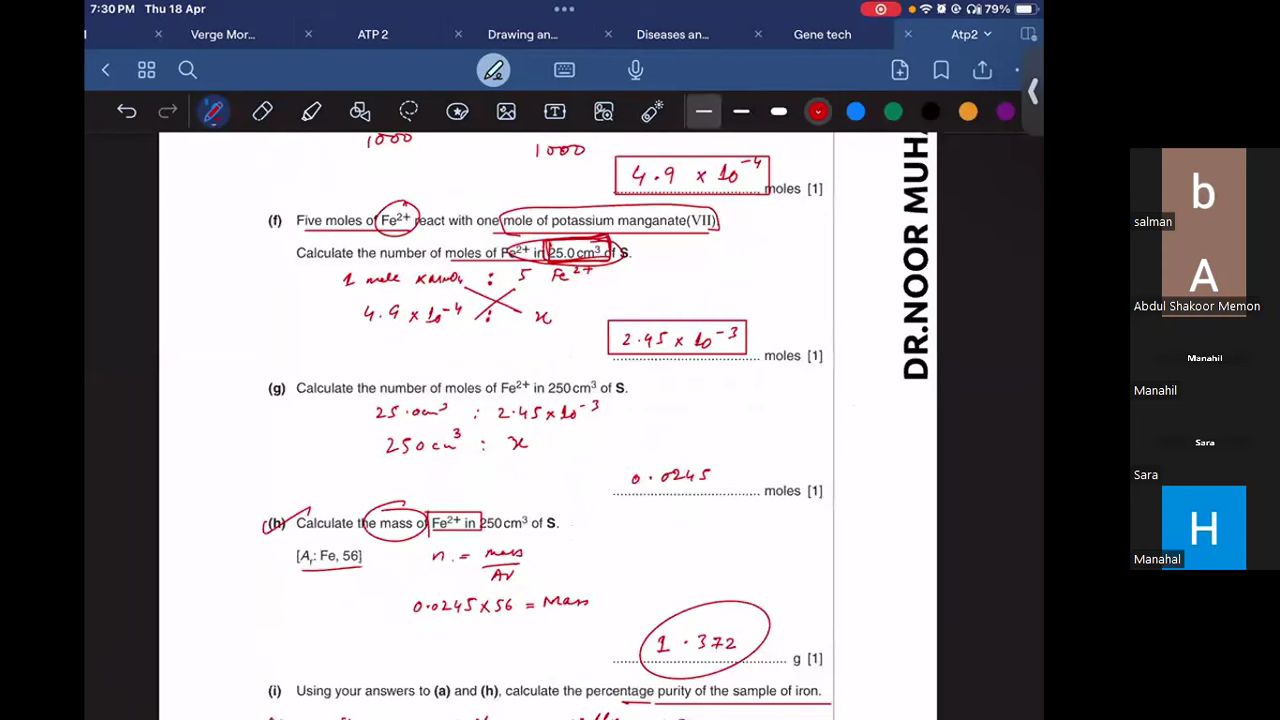 7:30 PM Thu 18 Apr
79%
Verge Mor...
ATP 2
Drawing an...
Diseases an...
Gene tech
Atp2
1000
1000
4.9 x 10⁻⁴
moles [1]
(f) Five moles of Fe²⁺ react with one mole of potassium manganate(VII).
Calculate the number of moles of Fe²⁺ in 25.0 cm³ of S.
1 mole KMnO₄ : 5 Fe²⁺
4.9 x 10⁻⁴ : x
2.45 x 10⁻³
moles [1]
(g) Calculate the number of moles of Fe²⁺ in 250 cm³ of S.
25.0cm³ : 2.45 x 10⁻³
250cm³ : x
0.0245
moles [1]
(h) Calculate the mass of Fe²⁺ in 250 cm³ of S.
[Aᵣ: Fe, 56]
n = mass
Ar
0.0245 x 56 = Mass
1.372
g [1]
(i) Using your answers to (a) and (h), calculate the percentage purity of the sample of iron.
DR.NOOR MUH
b
salman
A
Abdul Shakoor Memon
Manahil
Manahil
Sara
Sara
H
Manahal